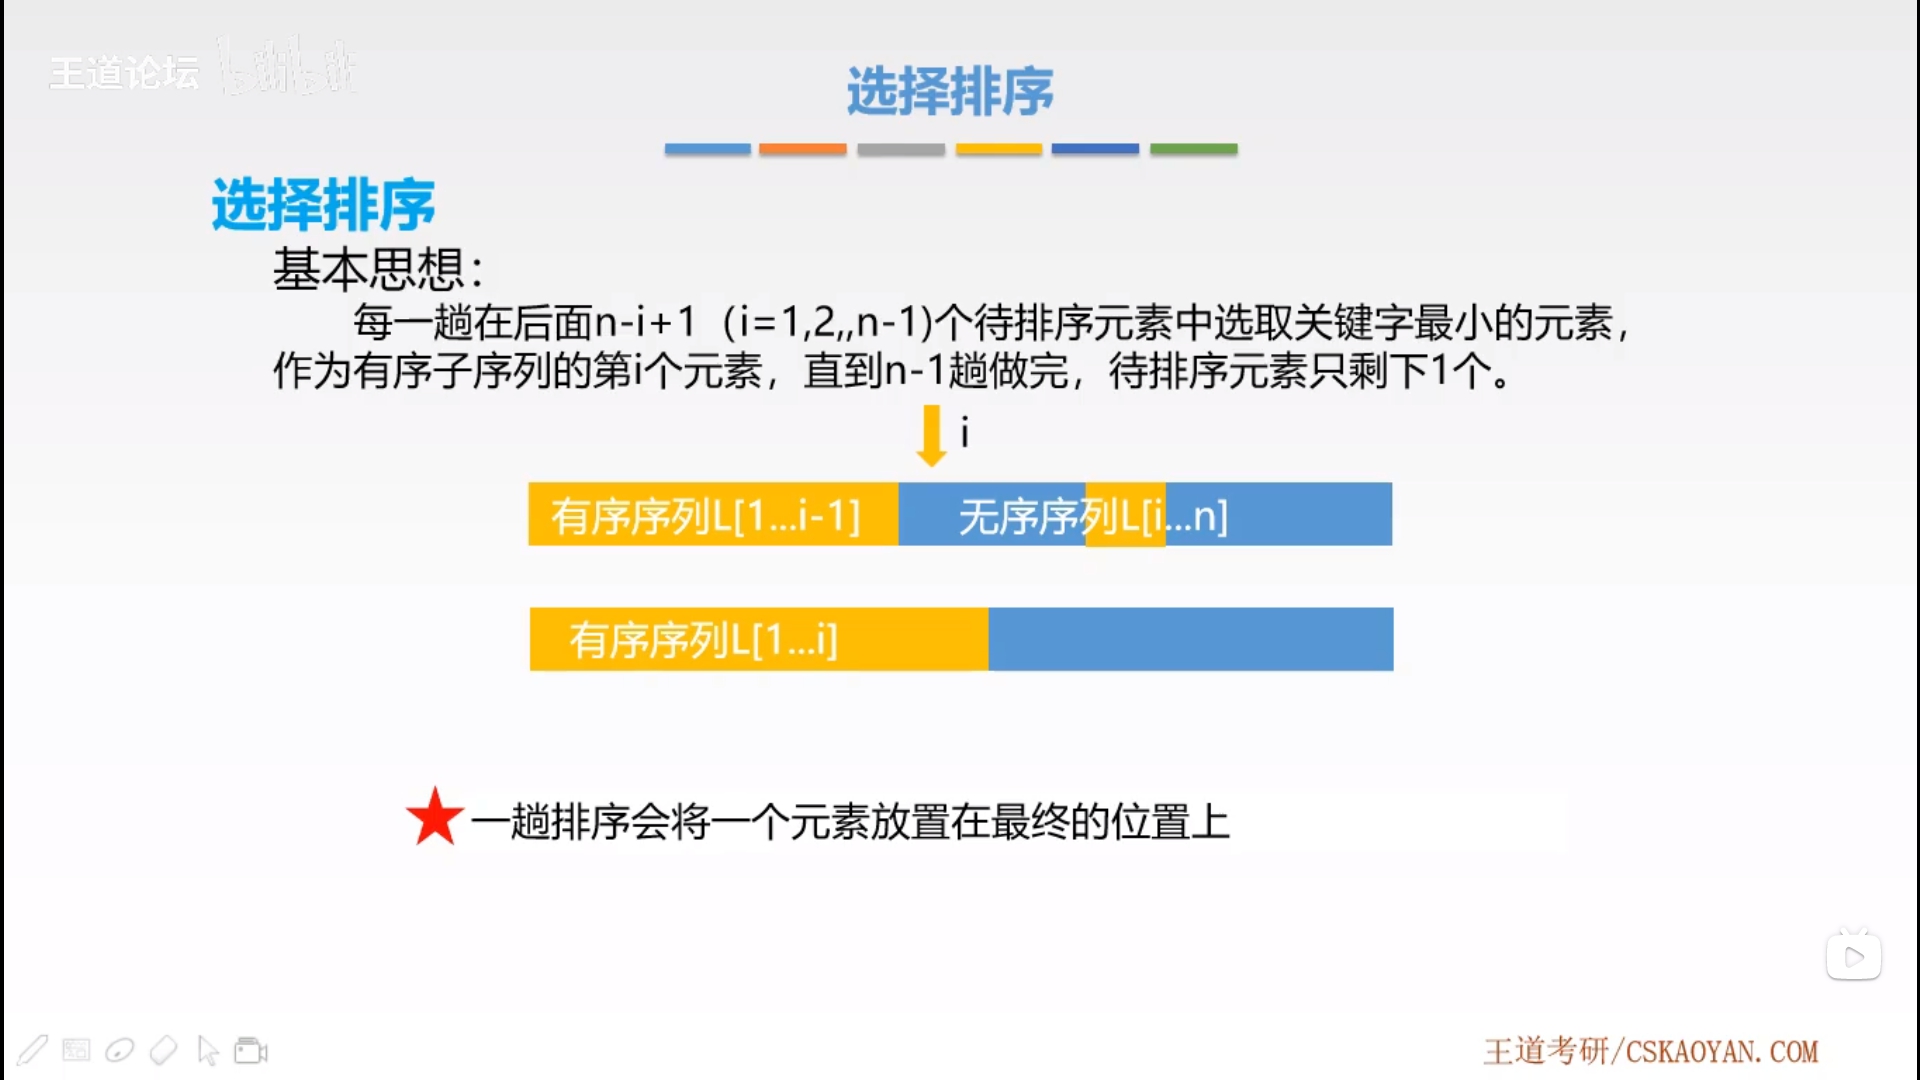 王道论坛 bilibili
选择排序
选择排序
基本思想：
每一趟在后面n-i+1（i=1,2,,n-1)个待排序元素中选取关键字最小的元素，
作为有序子序列的第i个元素，直到n-1趟做完，待排序元素只剩下1个。
i
有序序列L[1...i-1] 无序序列L[i...n]
有序序列L[1...i]
一趟排序会将一个元素放置在最终的位置上
王道考研/CSKAOYAN.COM